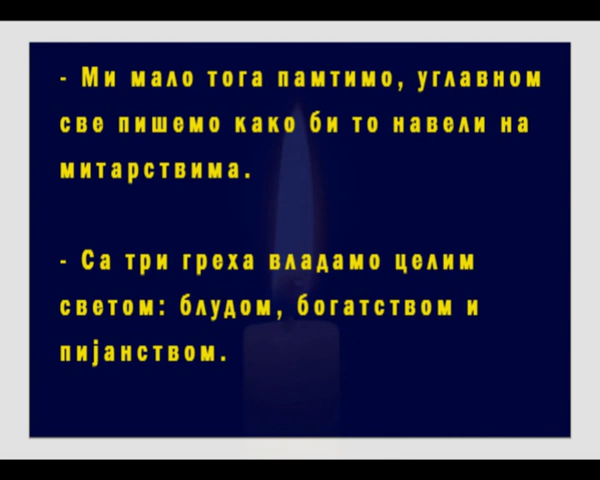 - Ми мало тога памтимо, углавном
све пишемо како би то навели на
митарствима.
- Са три греха владамо целим
светом: блудом, богатством и
пијанством.